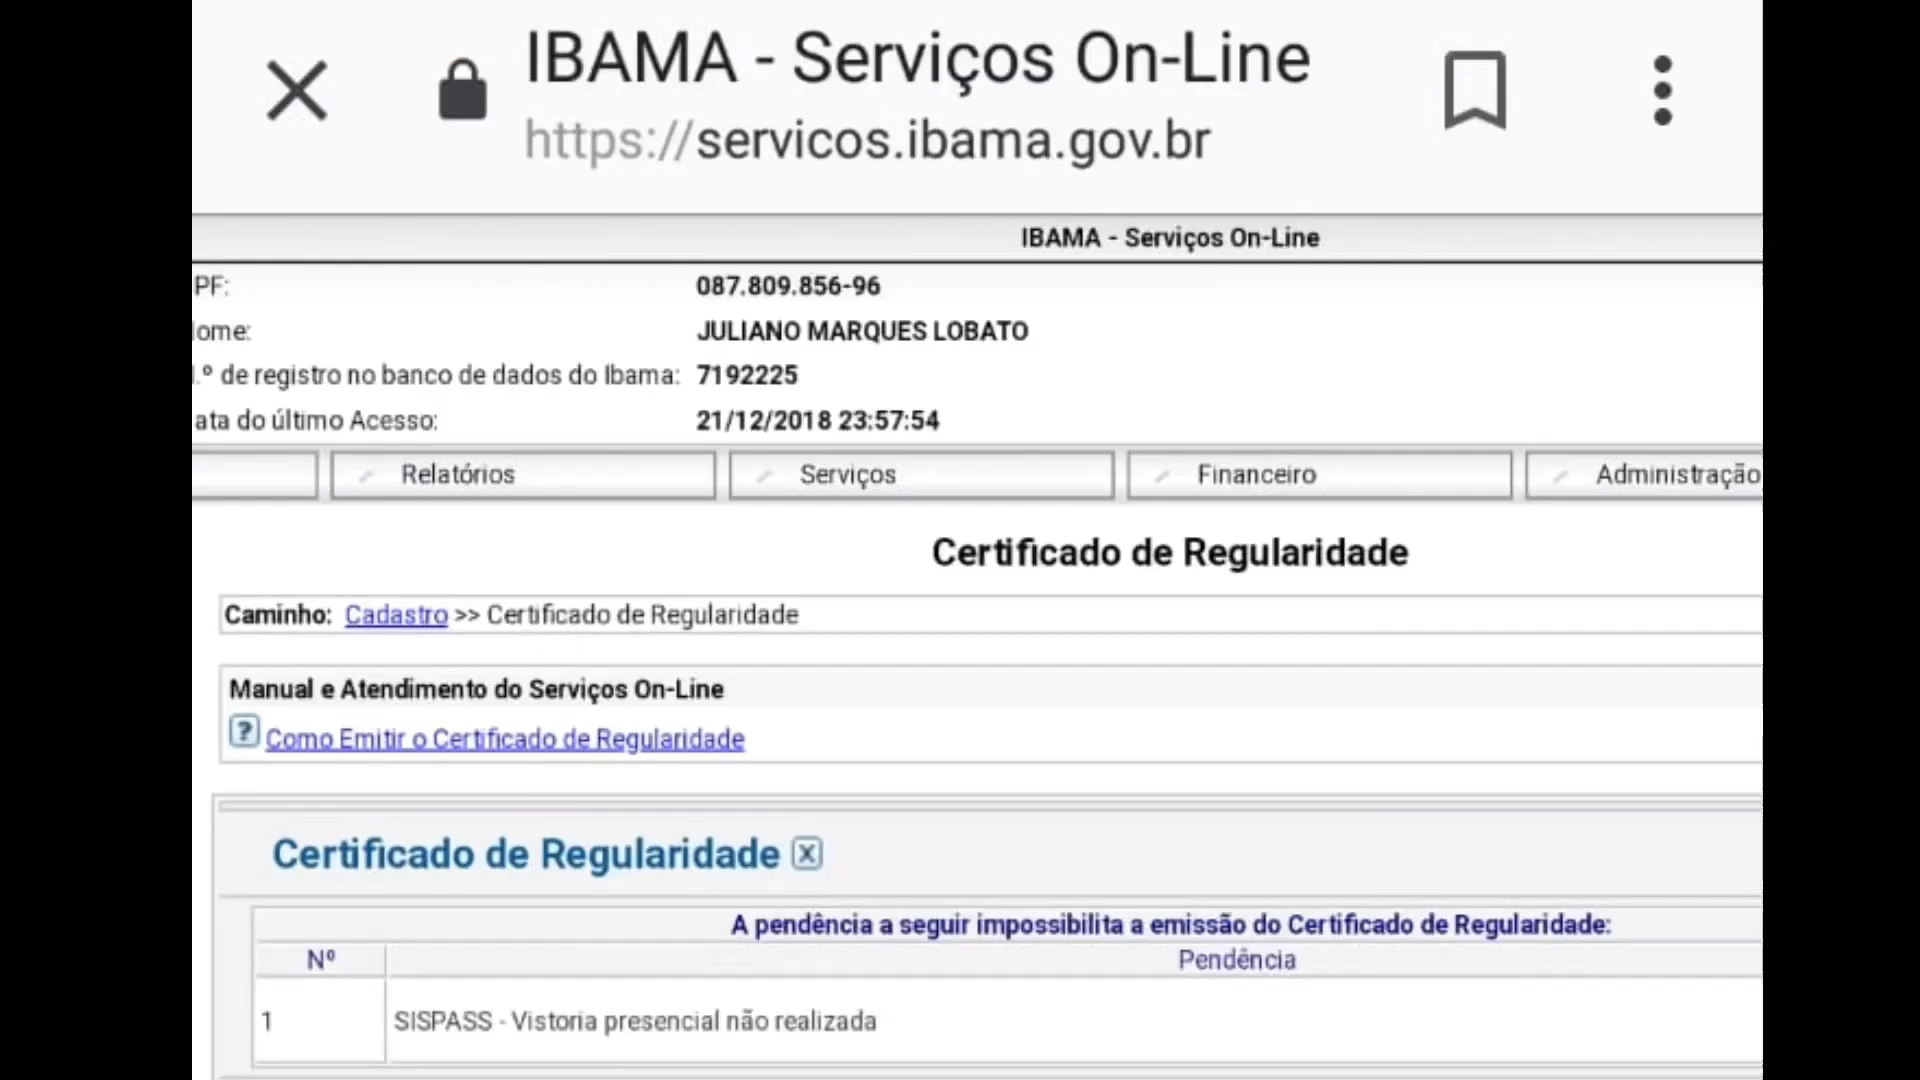 IBAMA - Serviços On-Line
https://servicos.ibama.gov.br
IBAMA - Serviços On-Line
PF: 087.809.856-96
ome: JULIANO MARQUES LOBATO
.º de registro no banco de dados do Ibama: 7192225
ata do último Acesso: 21/12/2018 23:57:54
Relatórios Serviços Financeiro Administração
Certificado de Regularidade
Caminho: Cadastro >> Certificado de Regularidade
Manual e Atendimento do Serviços On-Line
? Como Emitir o Certificado de Regularidade
Certificado de Regularidade
A pendência a seguir impossibilita a emissão do Certificado de Regularidade:
Nº Pendência
1 SISPASS - Vistoria presencial não realizada